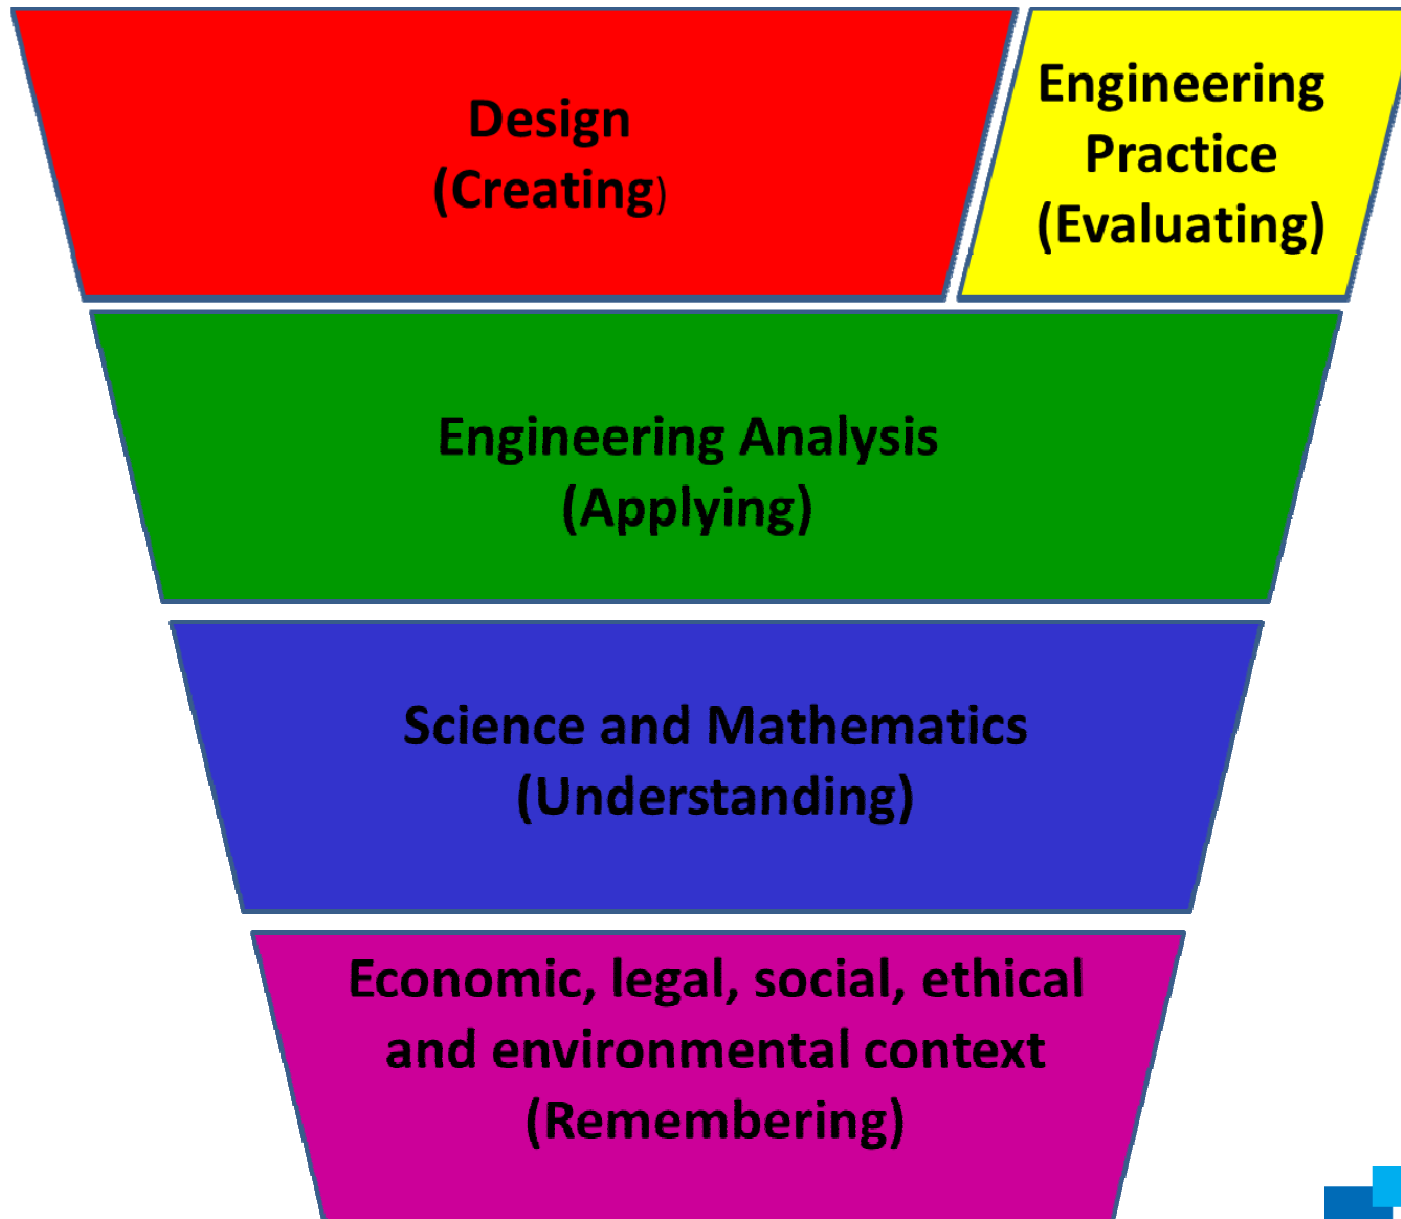 Design
(Creating)
Engineering
Practice
(Evaluating)
Engineering Analysis
(Applying)
Science and Mathematics
(Understanding)
Economic, legal, social, ethical
and environmental context
(Remembering)